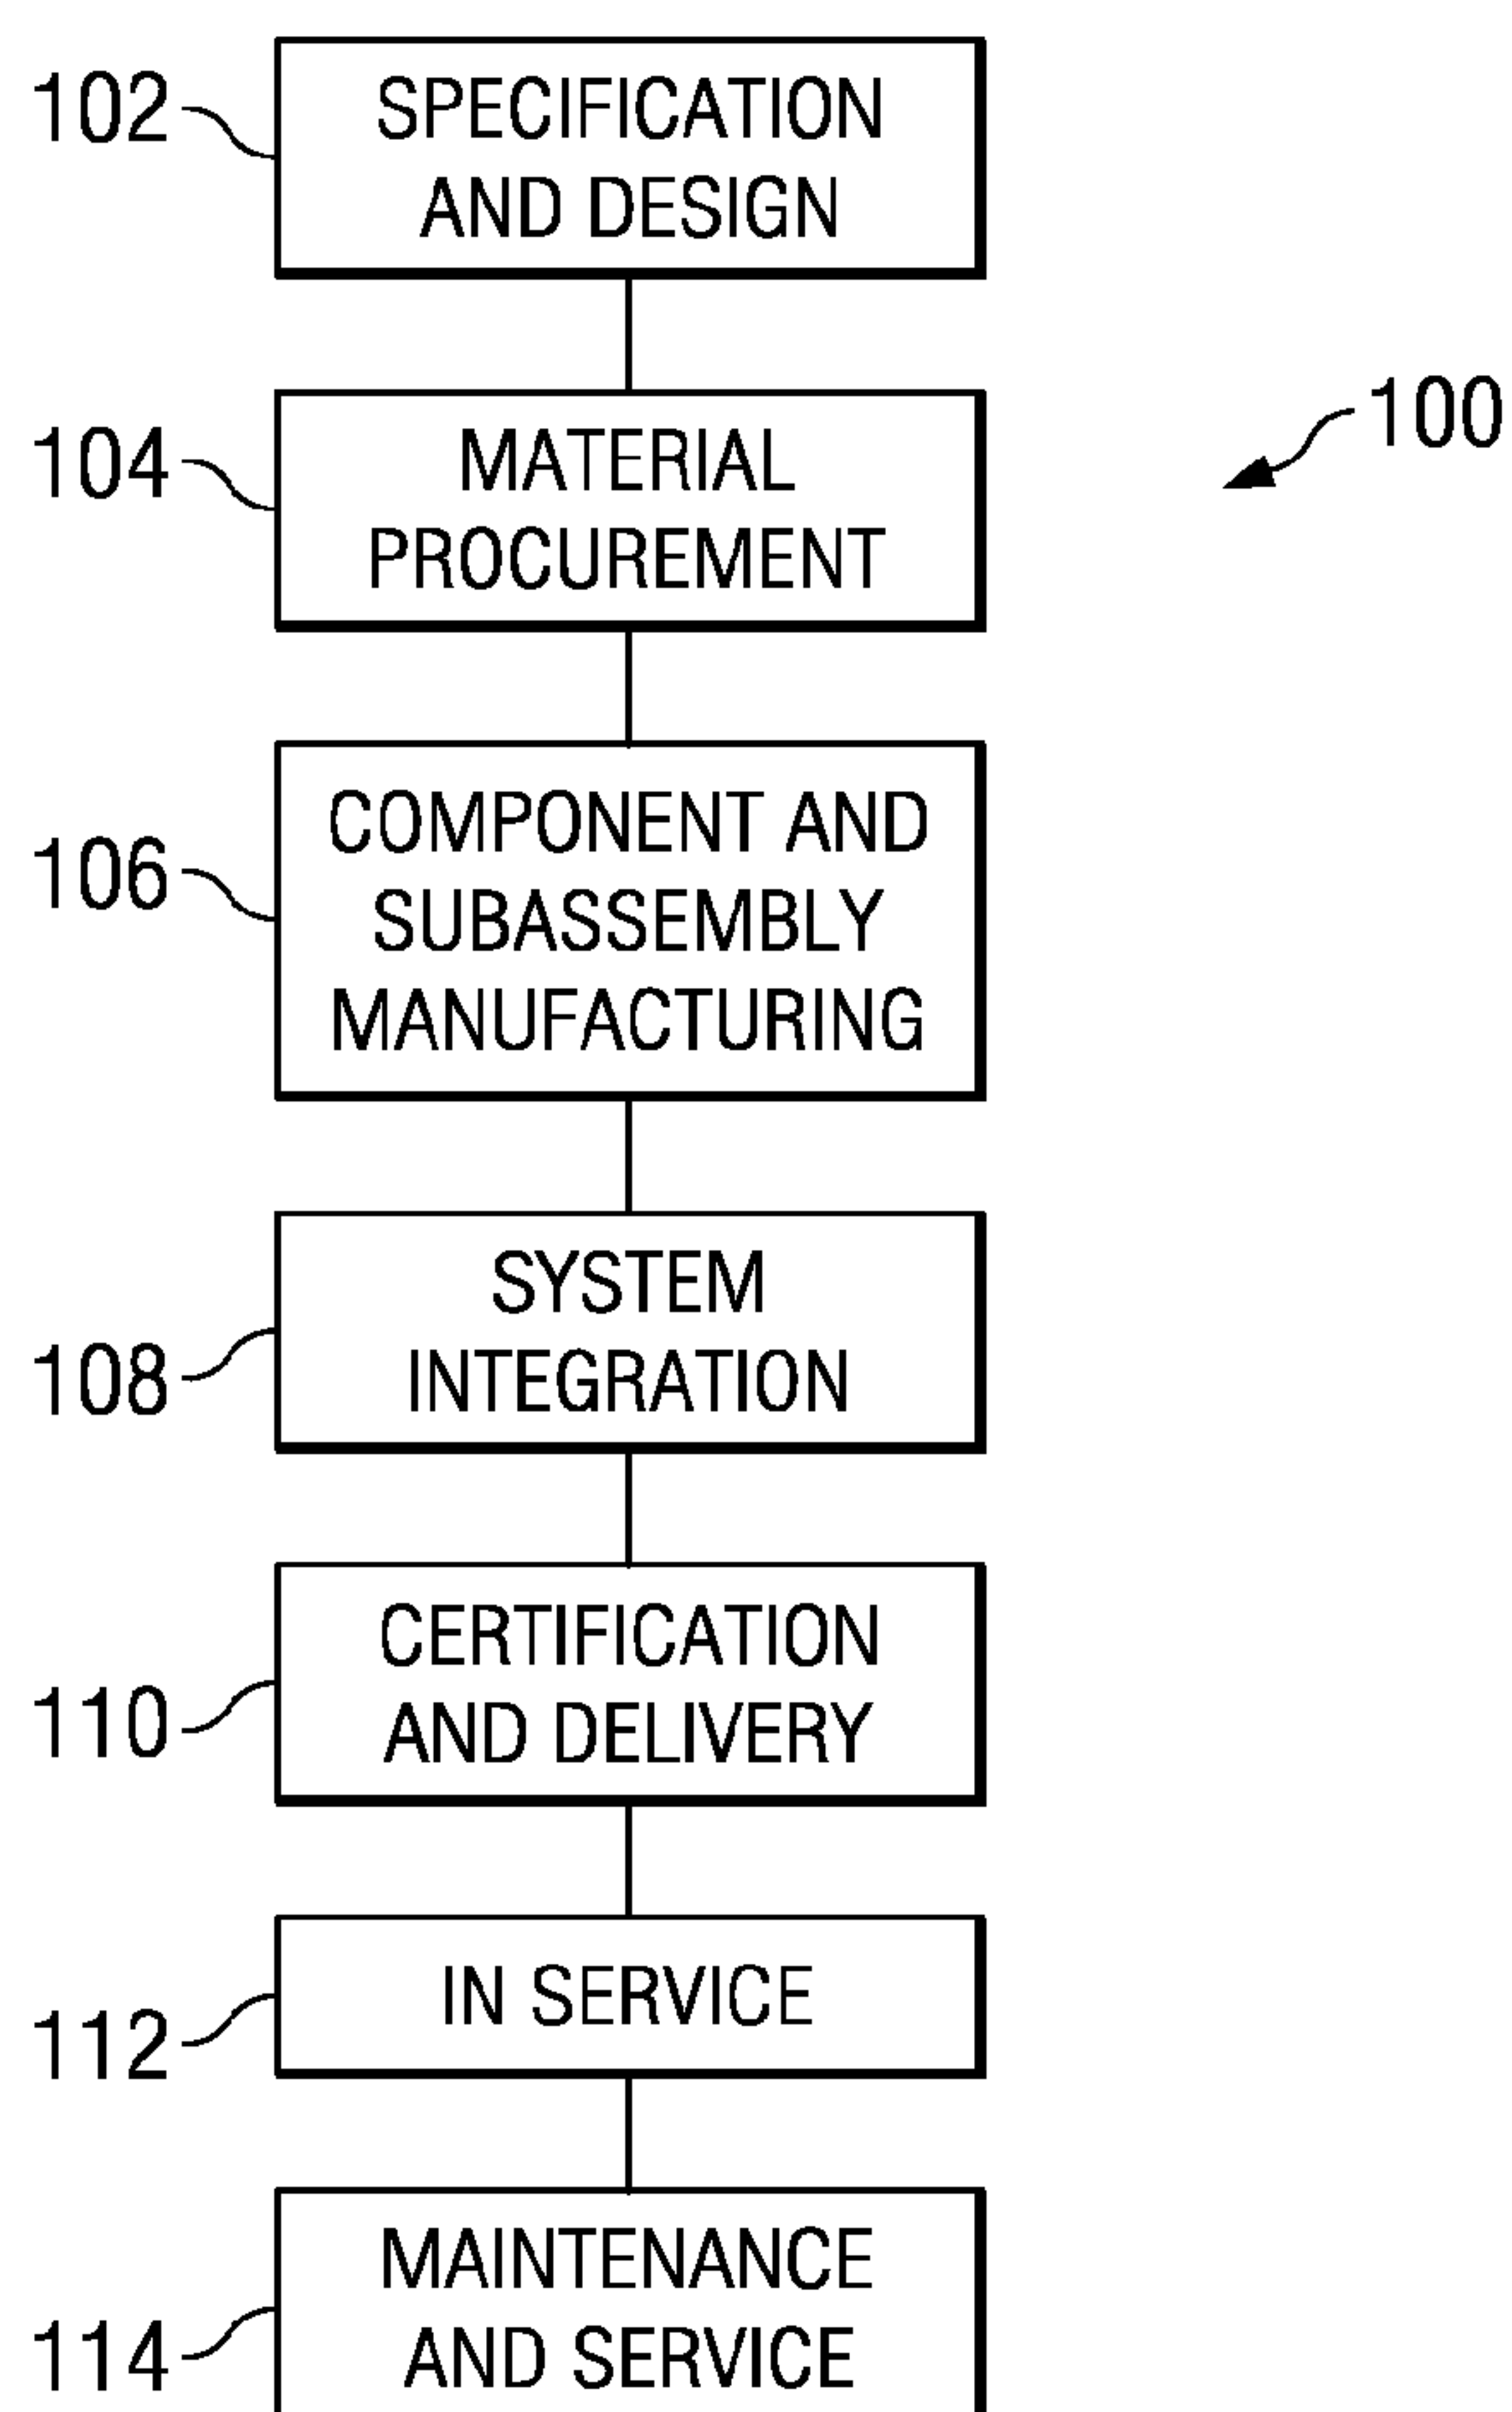 102
SPECIFICATION
AND DESIGN
104
MATERIAL
PROCUREMENT
100
106
COMPONENT AND
SUBASSEMBLY
MANUFACTURING
108
SYSTEM
INTEGRATION
110
CERTIFICATION
AND DELIVERY
112
IN SERVICE
114
MAINTENANCE
AND SERVICE